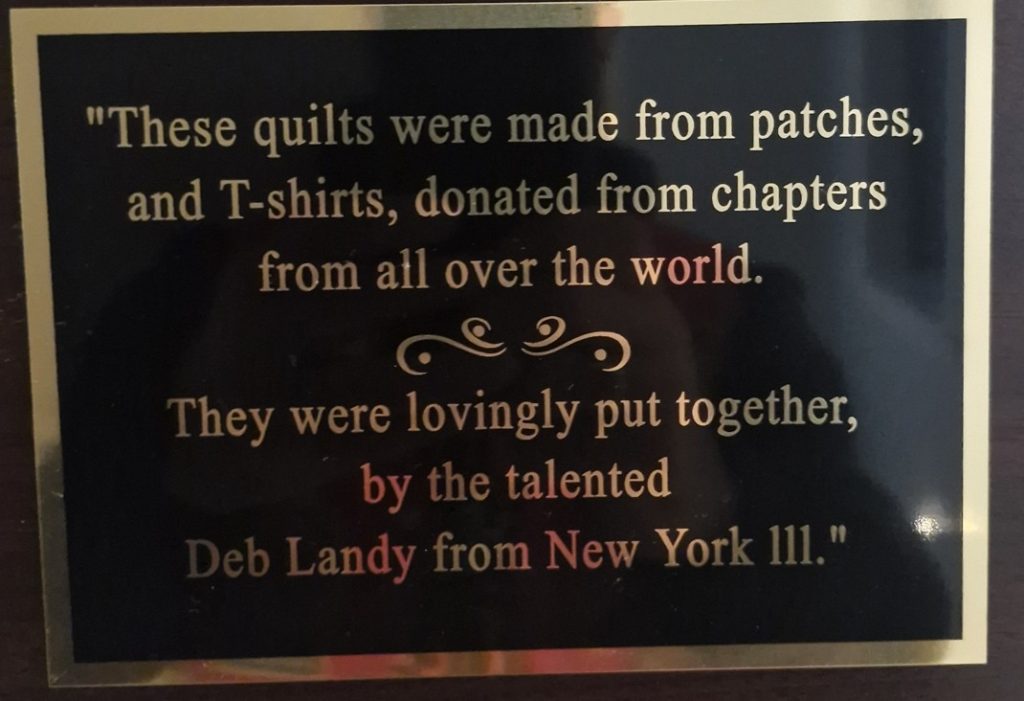 "These quilts were made from patches,
and T-shirts, donated from chapters
from all over the world.
They were lovingly put together,
by the talented
Deb Landy from New York lll."